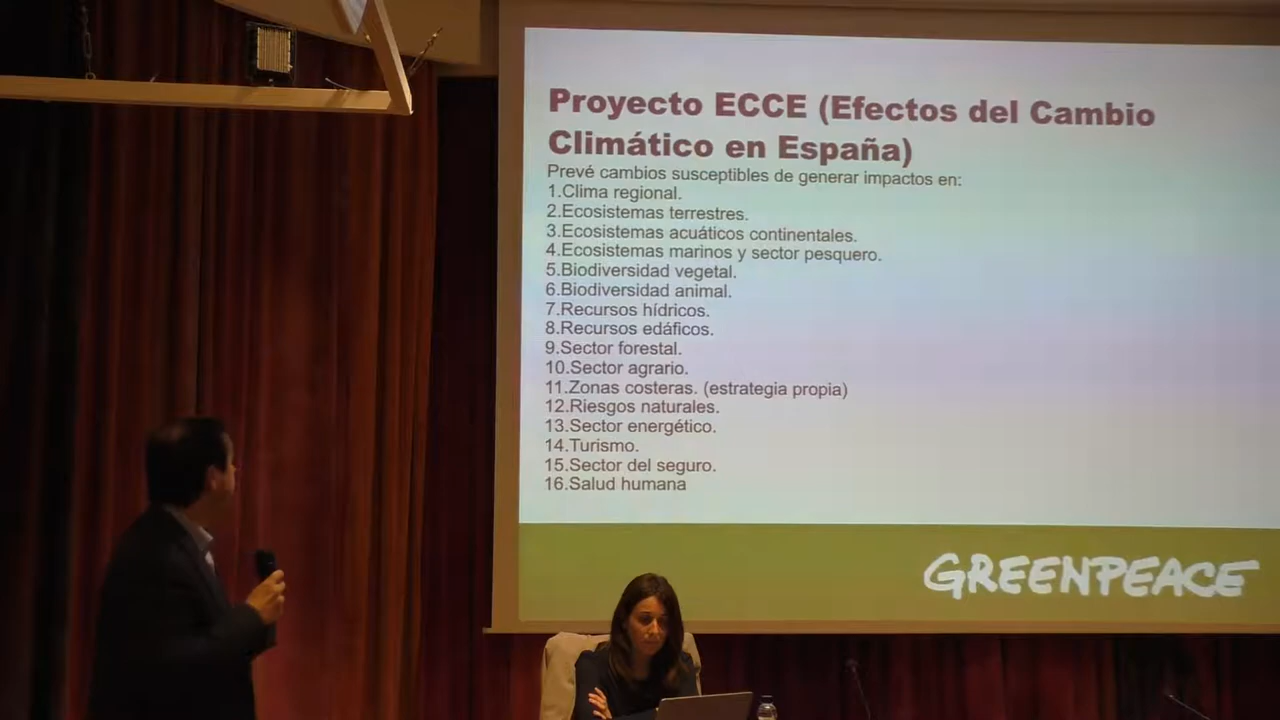 Proyecto ECCE (Efectos del Cambio
Climático en España)
Prevé cambios susceptibles de generar impactos en:
1.Clima regional.
2.Ecosistemas terrestres.
3.Ecosistemas acuáticos continentales.
4.Ecosistemas marinos y sector pesquero.
5.Biodiversidad vegetal.
6.Biodiversidad animal.
7.Recursos hídricos.
8.Recursos edáficos.
9.Sector forestal.
10.Sector agrario.
11.Zonas costeras. (estrategia propia)
12.Riesgos naturales.
13.Sector energético.
14.Turismo.
15.Sector del seguro.
16.Salud humana
GREENPEACE